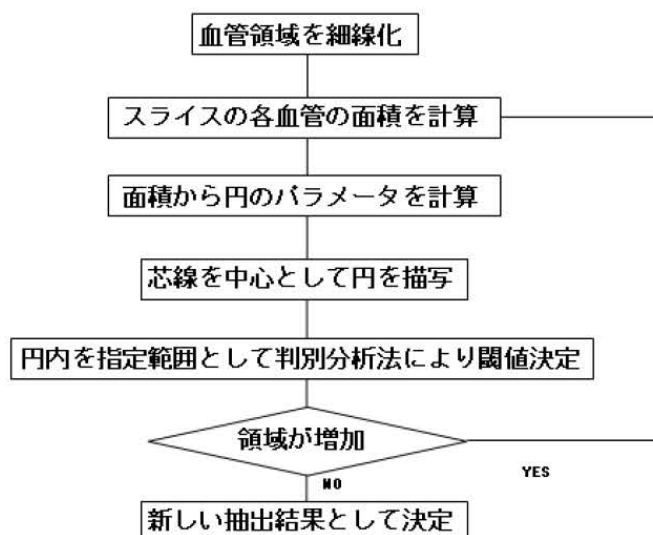 血管領域を細線化
スライスの各血管の面積を計算
面積から円のパラメータを計算
芯線を中心として円を描写
円内を指定範囲として判別分析法により閾値決定
領域が増加
YES
NO
新しい抽出結果として決定